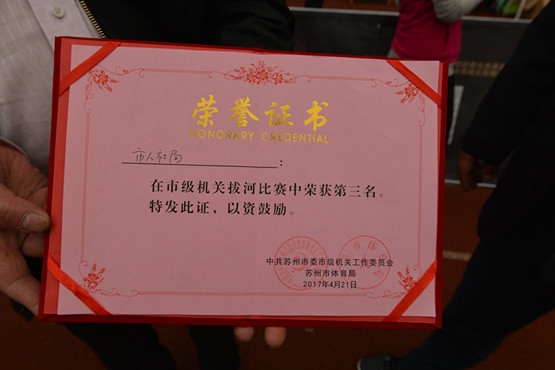 荣誉证书
HONORARY CREDENTIAL
市人社局:
在市级机关拔河比赛中荣获第三名。
特发此证，以资鼓励。
中共苏州市委市级机关工作委员会
苏州市体育局
2017年4月21日